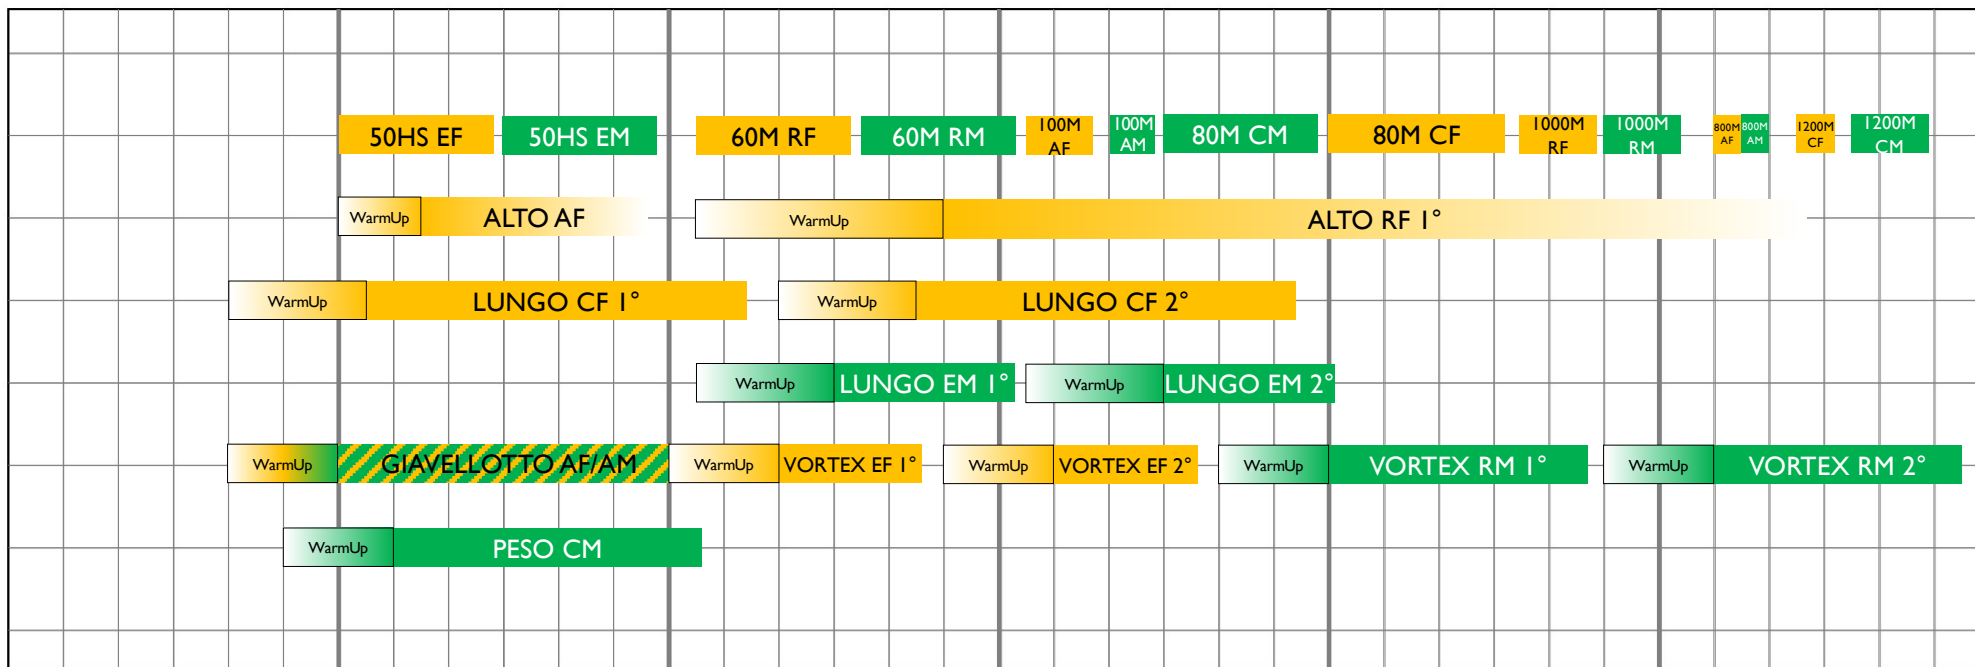 50HS EF 50HS EM 60M RF 60M RM 100M AF 100M AM 80M CM 80M CF 1000M RF 1000M RM 800M AF 800M AM 1200M CF 1200M CM
WarmUp ALTO AF WarmUp ALTO RF 1°
WarmUp LUNGO CF 1° WarmUp LUNGO CF 2°
WarmUp LUNGO EM 1° WarmUp LUNGO EM 2°
WarmUp GIAVELLOTTO AF/AM WarmUp VORTEX EF 1° WarmUp VORTEX EF 2° WarmUp VORTEX RM 1° WarmUp VORTEX RM 2°
WarmUp PESO CM